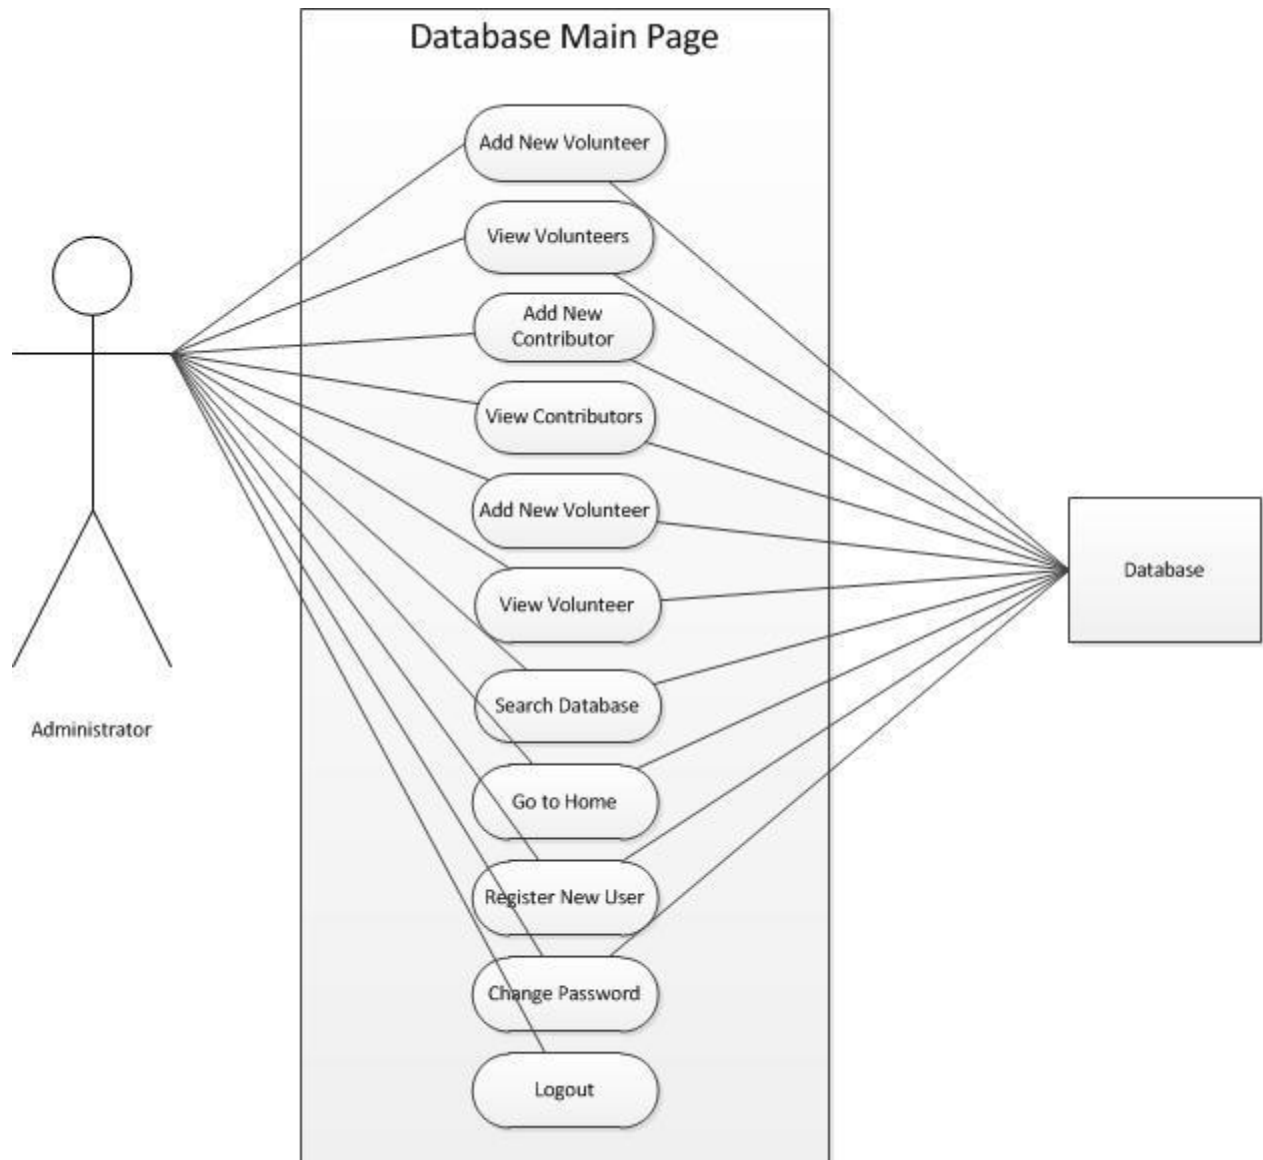 Database Main Page
Add New Volunteer
View Volunteers
Add New
Contributor
View Contributors
Add New Volunteer
View Volunteer
Search Database
Go to Home
Register New User
Change Password
Logout
Administrator
Database